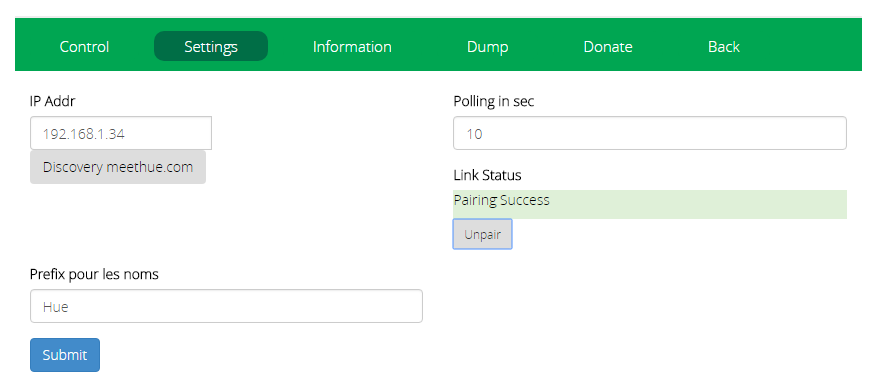 Control Settings Information Dump Donate Back
IP Addr
192.168.1.34
Discovery meethue.com
Polling in sec
10
Link Status
Pairing Success
Unpair
Prefix pour les noms
Hue
Submit